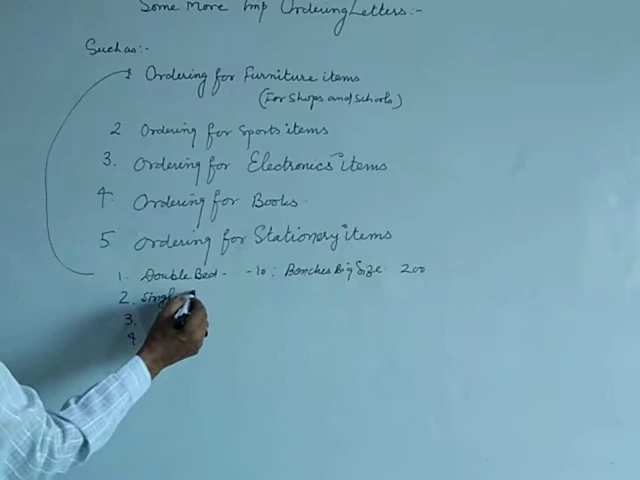 Some More Imp Ordering Letters:-
Such as:-
1 Ordering for Furniture items
(For Shops and Schools)
2 Ordering for Sports items
3. Ordering for Electronics items
4. Ordering for Books.
5 Ordering for Stationery items
1. Double Bed - -10; Benches Big Size 200
2. Singl
3.
4